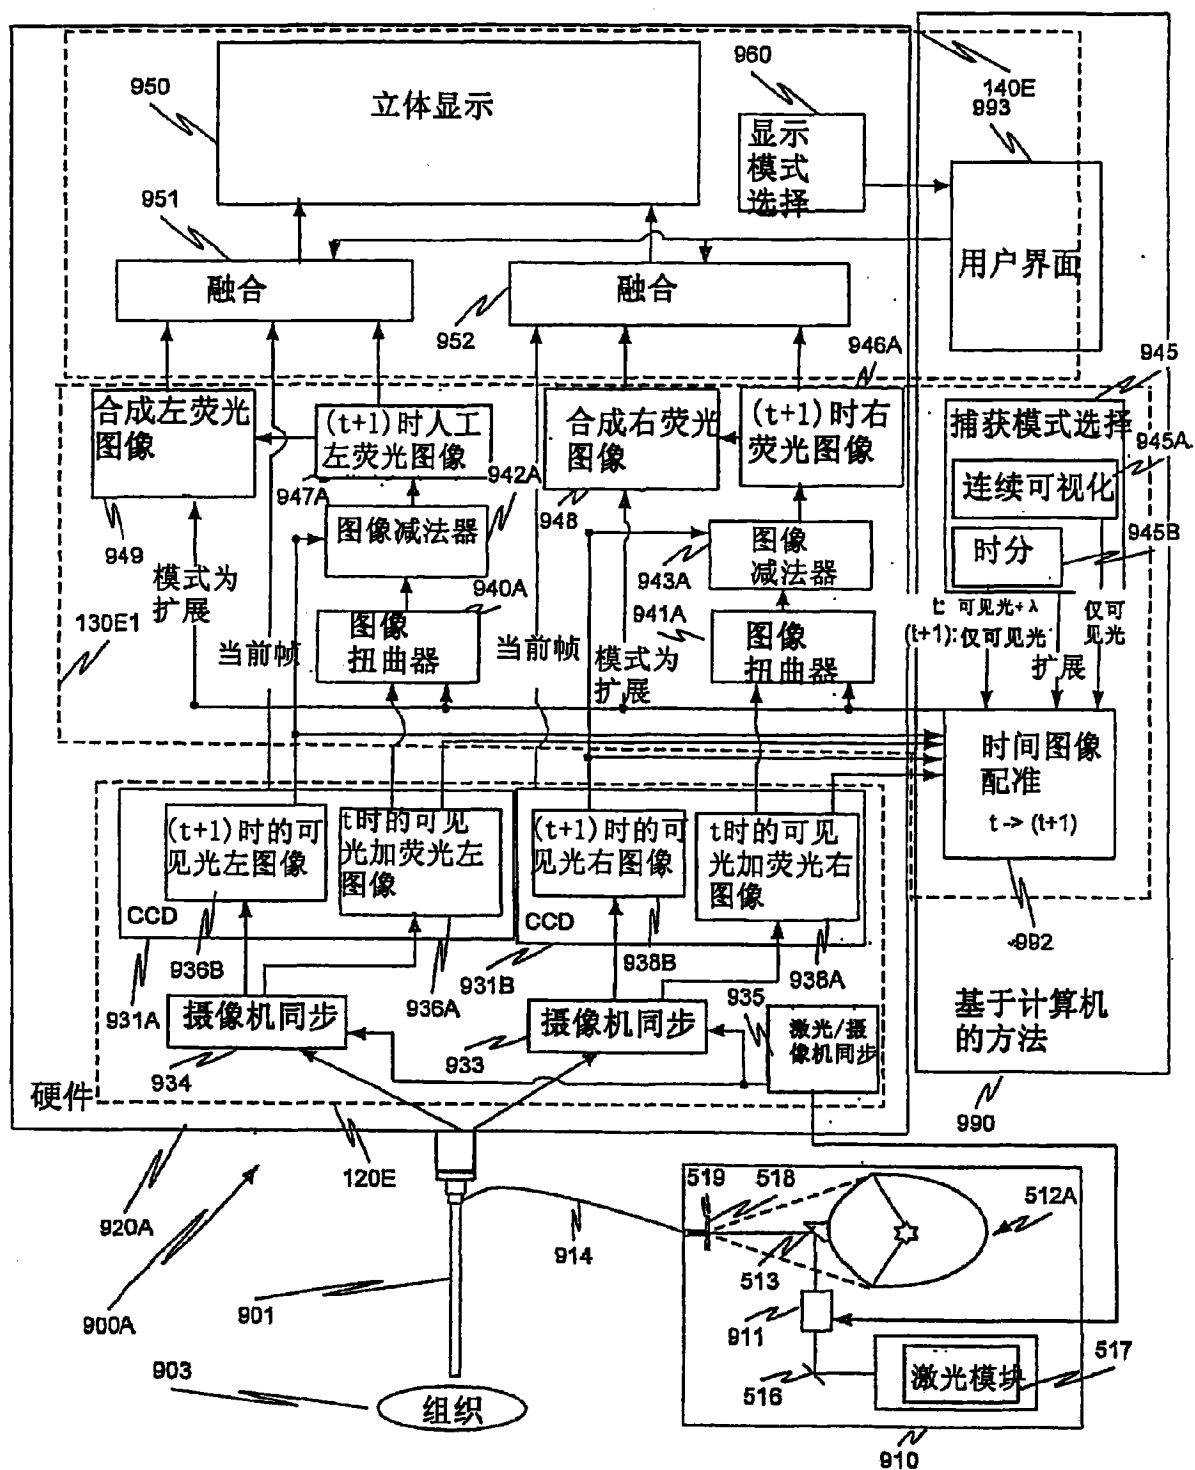 950
立体显示
960
显示
模式
选择
140E
993
用户界面
951
融合
952
融合
946A
945
合成左荧光
图像
949
(t+1)时人工
左荧光图像
947A
942A
图像减法器
940A
图像
扭曲器
模式为
扩展
130E1
当前帧
合成右荧光
图像
948
(t+1)时右
荧光图像
943A
图像
减法器
941A
图像
扭曲器
当前帧
模式为
扩展
捕获模式选择
945A
连续可视化
945B
时分
t: 可见光+λ
(t+1):仅可见光
扩展
仅可
见光
时间图像
配准
t -> (t+1)
992
(t+1)时的可
见光左图像
936B
t时的可见
光加荧光左
图像
936A
CCD
931A
(t+1)时的可
见光右图像
938B
t时的可见
光加荧光右
图像
938A
CCD
931B
935
摄像机同步
934
摄像机同步
933
激光/摄
像机同步
基于计算机
的方法
990
硬件
120E
920A
900A
901
903
组织
914
519
518
512A
513
911
516
激光模块
517
910